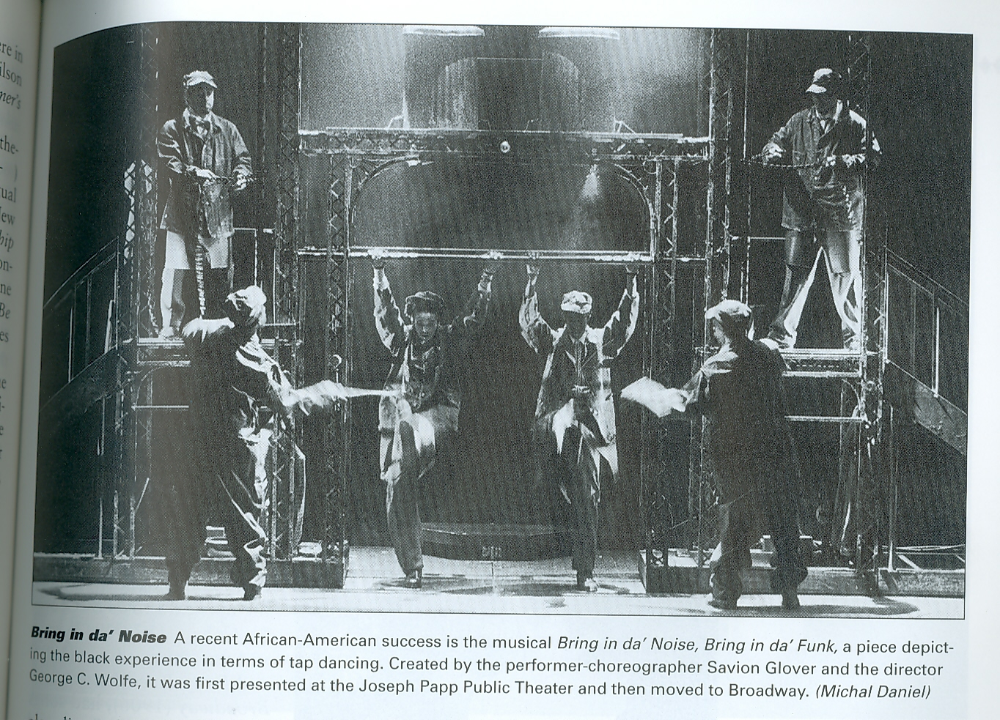 ere in
ilson
ner's
the-
ual
New
hip
on-
ne
Be
es
Bring in da' Noise A recent African-American success is the musical Bring in da' Noise, Bring in da' Funk, a piece depict-
ing the black experience in terms of tap dancing. Created by the performer-choreographer Savion Glover and the director
George C. Wolfe, it was first presented at the Joseph Papp Public Theater and then moved to Broadway. (Michal Daniel)